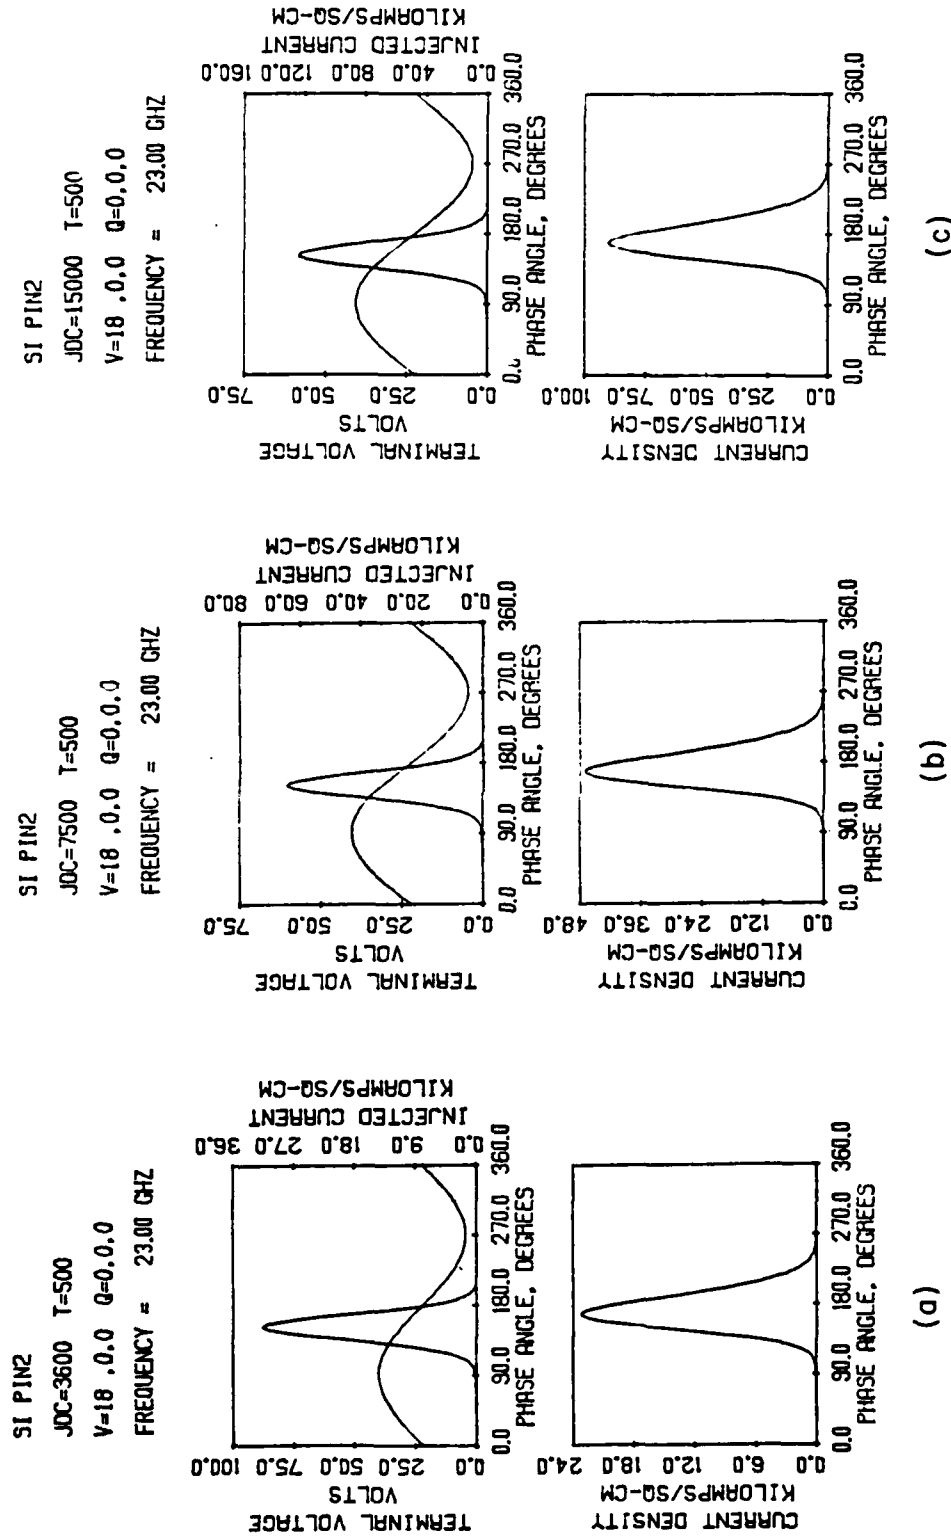 SI PIN2
JDC=3600 T=500
V=18 ,0,0 Q=0,0,0
FREQUENCY = 23.00 GHZ
TERMINAL VOLTAGE
VOLTS
100.0
75.0
50.0
25.0
0.0
INJECTED CURRENT
KILOAMPS/SQ-CM
36.0
27.0
18.0
9.0
0.0
0.0 90.0 180.0 270.0 360.0
PHASE ANGLE, DEGREES
CURRENT DENSITY
KILOAMPS/SQ-CM
24.0
18.0
12.0
6.0
0.0
0.0 90.0 180.0 270.0 360.0
PHASE ANGLE, DEGREES
(a)
SI PIN2
JDC=7500 T=500
V=18 ,0,0 Q=0,0,0
FREQUENCY = 23.00 GHZ
TERMINAL VOLTAGE
VOLTS
75.0
50.0
25.0
0.0
INJECTED CURRENT
KILOAMPS/SQ-CM
80.0
60.0
40.0
20.0
0.0
0.0 90.0 180.0 270.0 360.0
PHASE ANGLE, DEGREES
CURRENT DENSITY
KILOAMPS/SQ-CM
48.0
36.0
24.0
12.0
0.0
0.0 90.0 180.0 270.0 360.0
PHASE ANGLE, DEGREES
(b)
SI PIN2
JDC=15000 T=500
V=18 ,0,0 Q=0,0,0
FREQUENCY = 23.00 GHZ
TERMINAL VOLTAGE
VOLTS
75.0
50.0
25.0
0.0
INJECTED CURRENT
KILOAMPS/SQ-CM
160.0
120.0
80.0
40.0
0.0
0.0 90.0 180.0 270.0 360.0
PHASE ANGLE, DEGREES
CURRENT DENSITY
KILOAMPS/SQ-CM
100.0
75.0
50.0
25.0
0.0
0.0 90.0 180.0 270.0 360.0
PHASE ANGLE, DEGREES
(c)